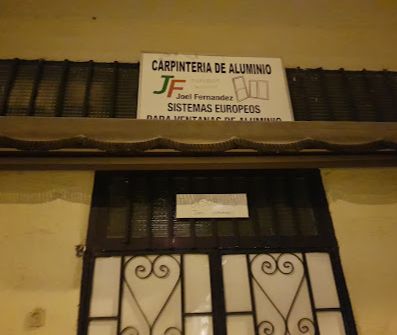 CARPINTERIA DE ALUMINIO
JF
Joel Fernandez
SISTEMAS EUROPEOS
PARA VENTANAS DE ALUMINIO